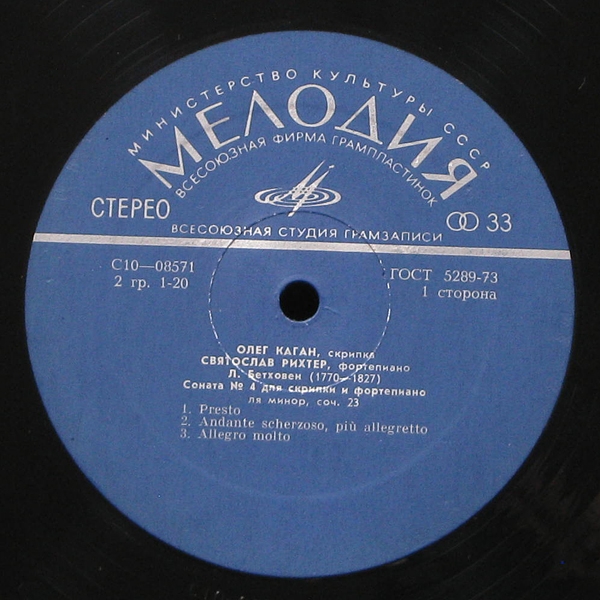 МИНИСТЕРСТВО КУЛЬТУРЫ СССР
МЕЛОДИЯ
ВСЕСОЮЗНАЯ ФИРМА ГРАМПЛАСТИНОК
СТЕРЕО
33
ВСЕСОЮЗНАЯ СТУДИЯ ГРАМЗАПИСИ
С10—08571
ГОСТ 5289-73
2 гр. 1-20
1 сторона
ОЛЕГ КАГАН, скрипка
СВЯТОСЛАВ РИХТЕР, фортепиано
Л. Бетховен (1770—1827)
Соната № 4 для скрипки и фортепиано
ля минор, соч. 23
1. Presto
2. Andante scherzoso, più allegretto
3. Allegro molto